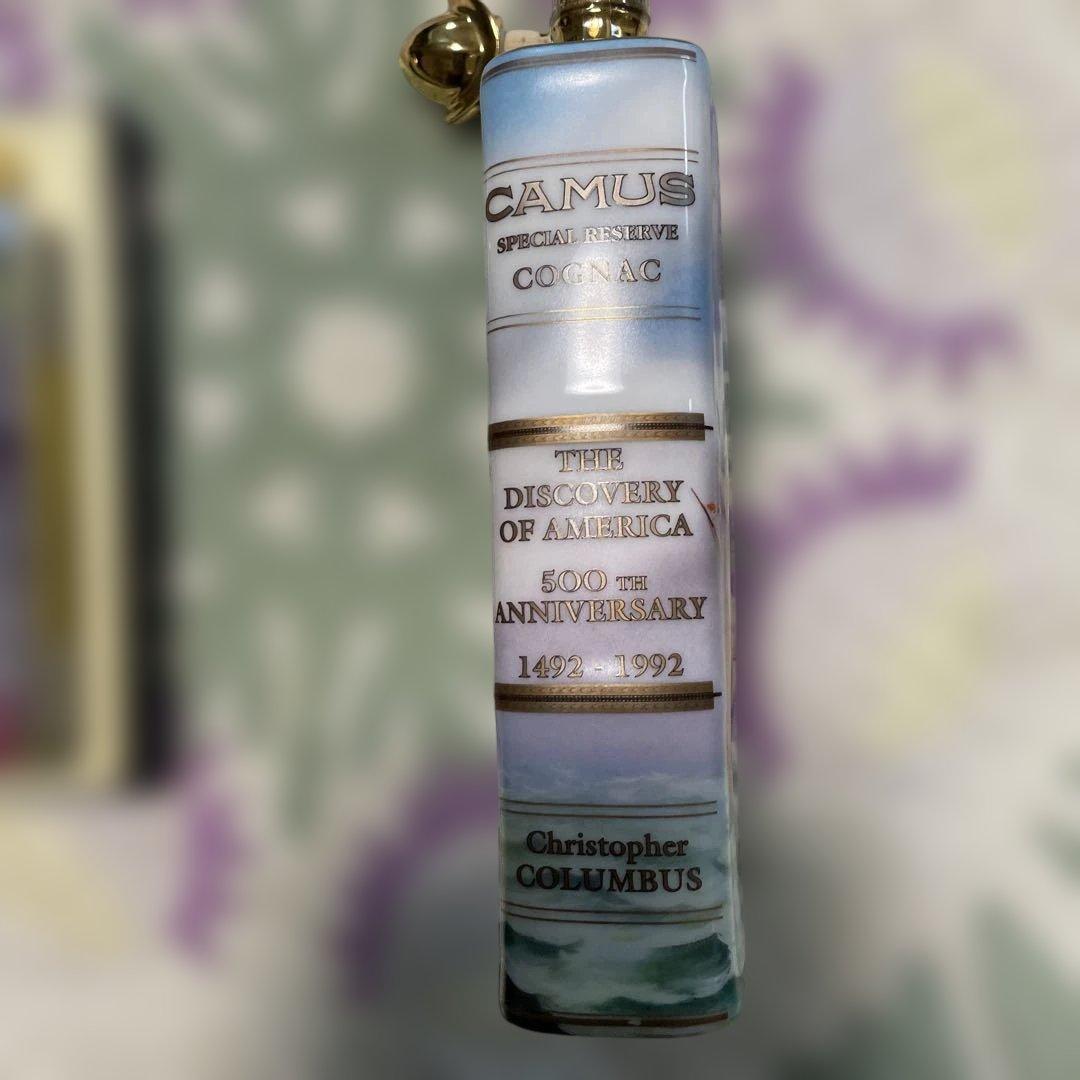 CAMUS
SPECIAL RESERVE
COGNAC
THE
DISCOVERY
OF AMERICA
500 TH
ANNIVERSARY
1492 - 1992
Christopher
COLUMBUS